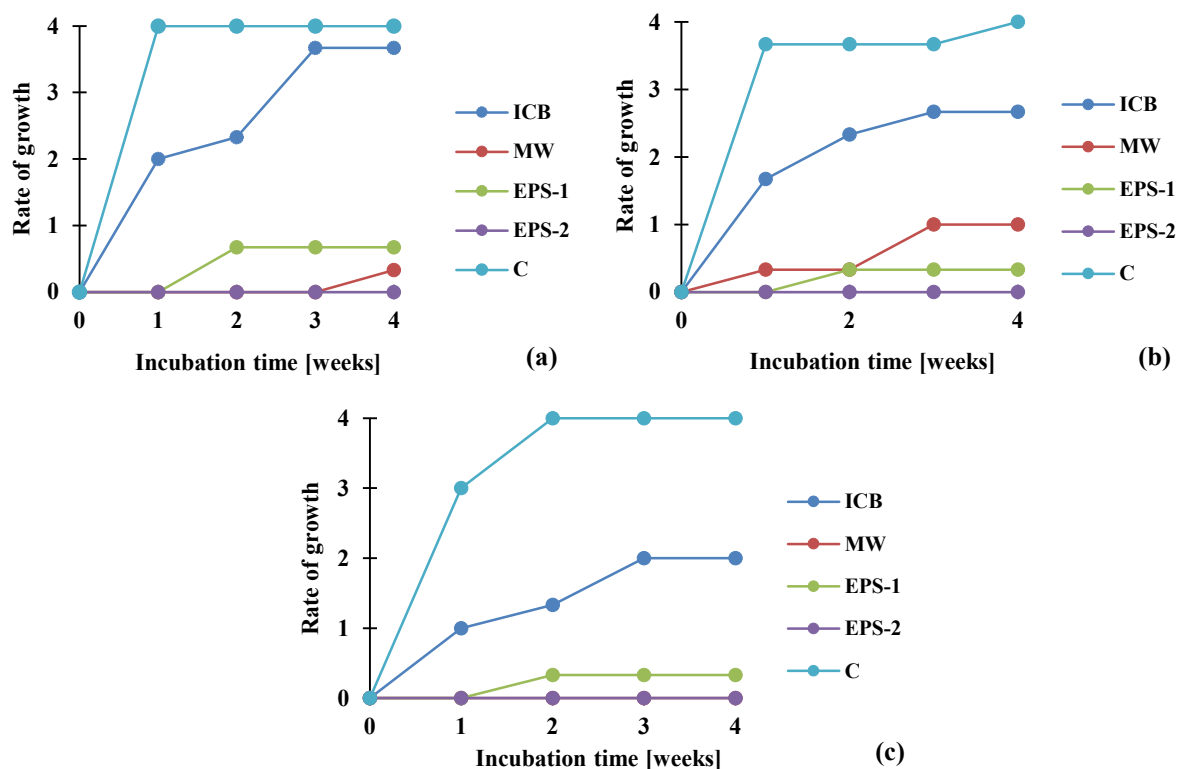 4
3
2
1
0
Rate of growth
0 1 2 3 4
Incubation time [weeks]
ICB
MW
EPS-1
EPS-2
C
(a)
4
3
2
1
0
Rate of growth
0 2 4
Incubation time [weeks]
ICB
MW
EPS-1
EPS-2
C
(b)
4
3
2
1
0
Rate of growth
0 1 2 3 4
Incubation time [weeks]
ICB
MW
EPS-1
EPS-2
C
(c)